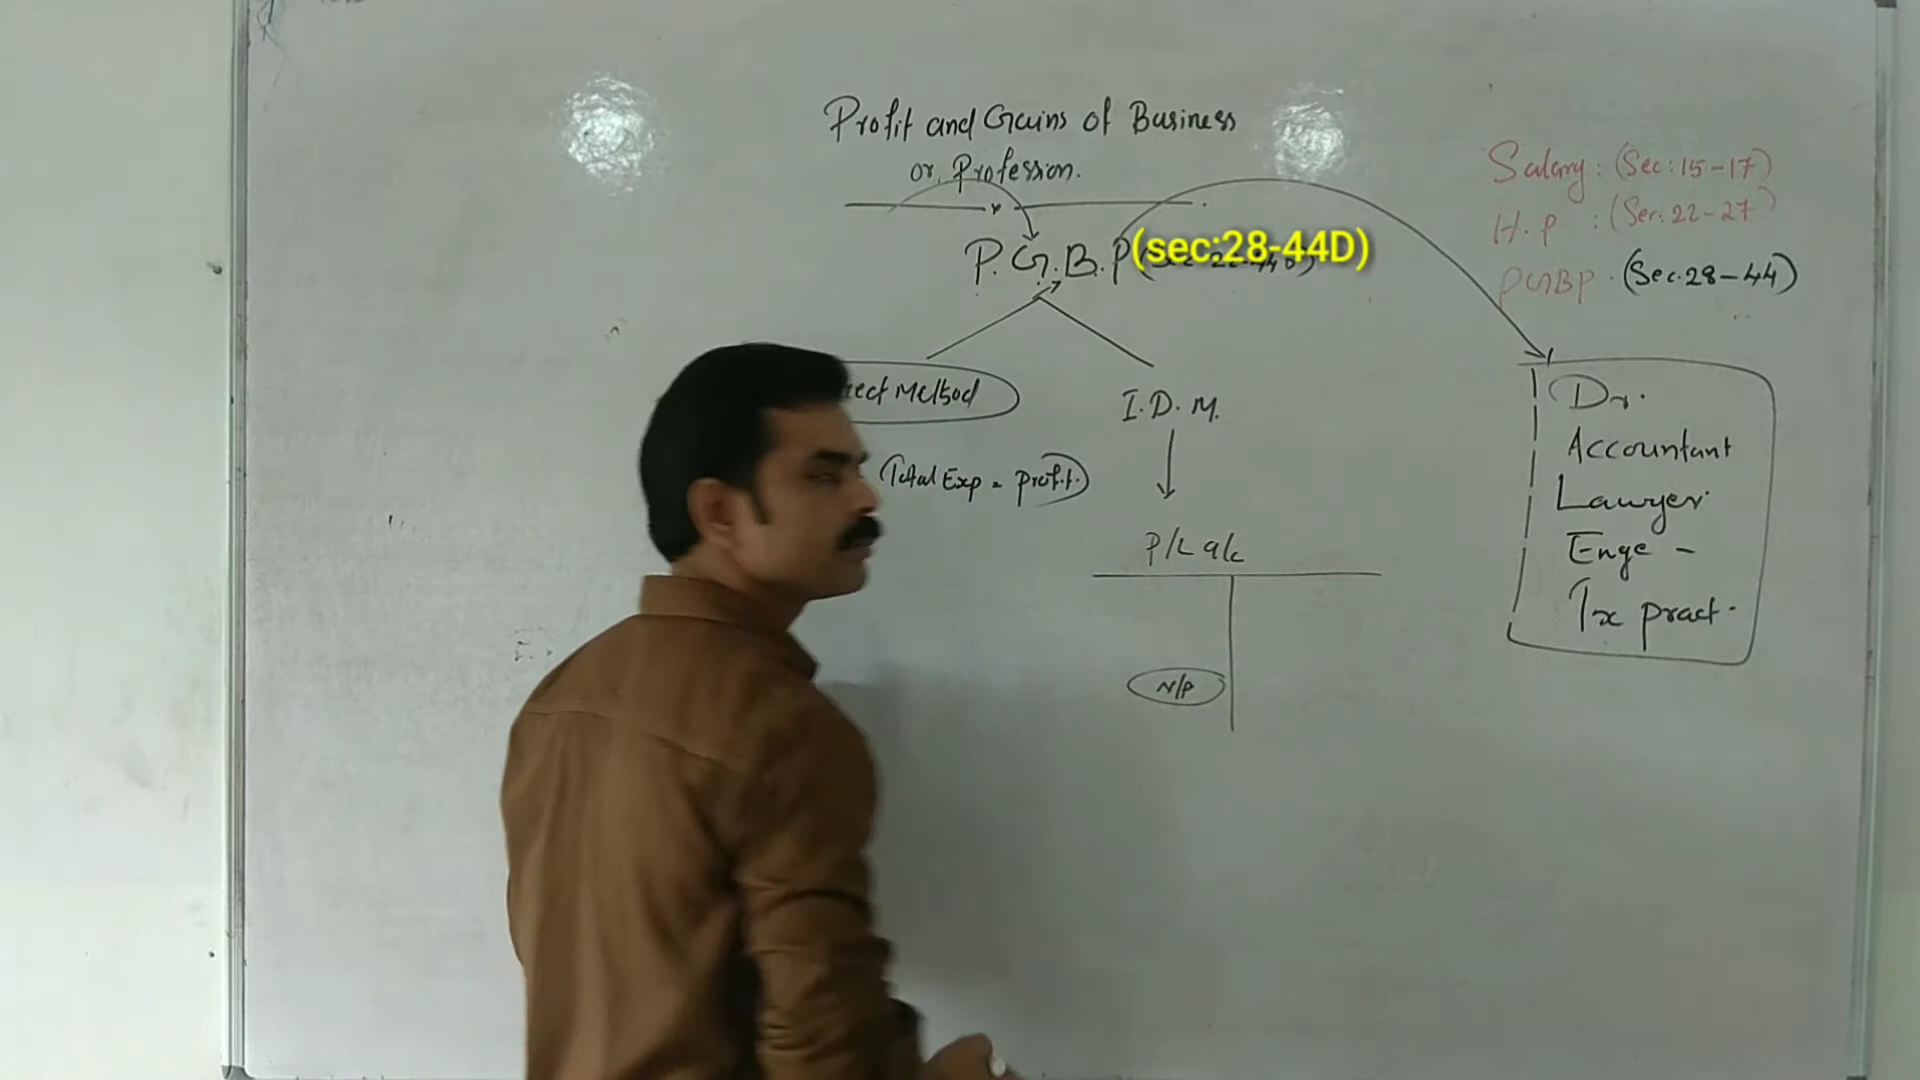 Profit and Gains of Business
or Profession.
P.G.B.P (sec:28-44D)
Salary: (Sec:15-17)
H.P : (Sec: 22-27)
PGBP. (Sec.28-44)
rect Method
I.D.M.
Total Exp = Profit
P/L a/c
N/P
Dr.
Accountant
Lawyer
Enge -
Tx pract.